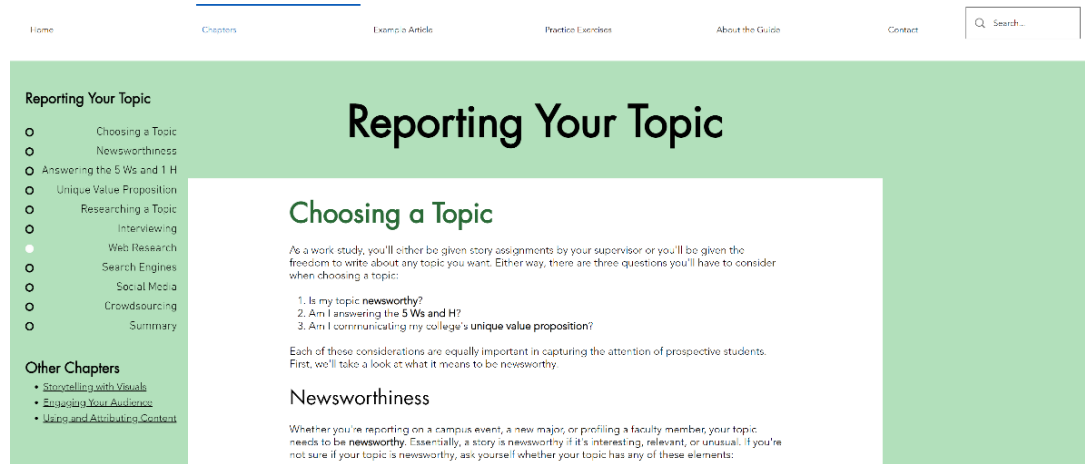 Home
Chapters
Example Article
Practice Exercises
About the Guide
Contact
Search...
Reporting Your Topic
Choosing a Topic
Newsworthiness
Answering the 5 Ws and 1 H
Unique Value Proposition
Researching a Topic
Interviewing
Web Research
Search Engines
Social Media
Crowdsourcing
Summary
Other Chapters
Storytelling with Visuals
Engaging Your Audience
Using and Attributing Content
Reporting Your Topic
Choosing a Topic
As a work study, you'll either be given story assignments by your supervisor or you'll be given the
freedom to write about any topic you want. Either way, there are three questions you'll have to consider
when choosing a topic:
1. Is my topic newsworthy?
2. Am I answering the 5 Ws and H?
3. Am I communicating my college's unique value proposition?
Each of these considerations are equally important in capturing the attention of prospective students.
First, we'll take a look at what it means to be newsworthy.
Newsworthiness
Whether you're reporting on a campus event, a new major, or profiling a faculty member, your topic
needs to be newsworthy. Essentially, a story is newsworthy if it's interesting, relevant, or unusual. If you're
not sure if your topic is newsworthy, ask yourself whether your topic has any of these elements: